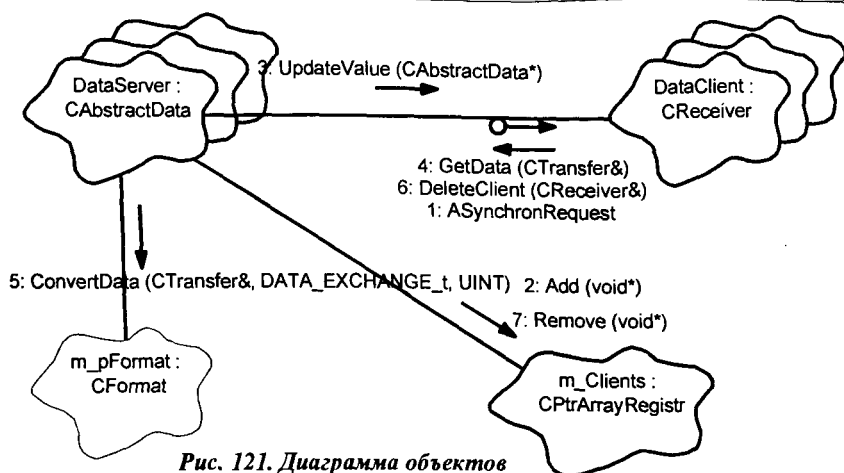 DataServer :
CAbstractData
3: UpdateValue (CAbstractData*)
DataClient :
CReceiver
4: GetData (CTransfer&)
6: DeleteClient (CReceiver&)
1: ASynchronRequest
5: ConvertData (CTransfer&, DATA_EXCHANGE_t, UINT)
2: Add (void*)
7: Remove (void*)
m_pFormat :
CFormat
m_Clients :
CPtrArrayRegistr
Рис. 121. Диаграмма объектов